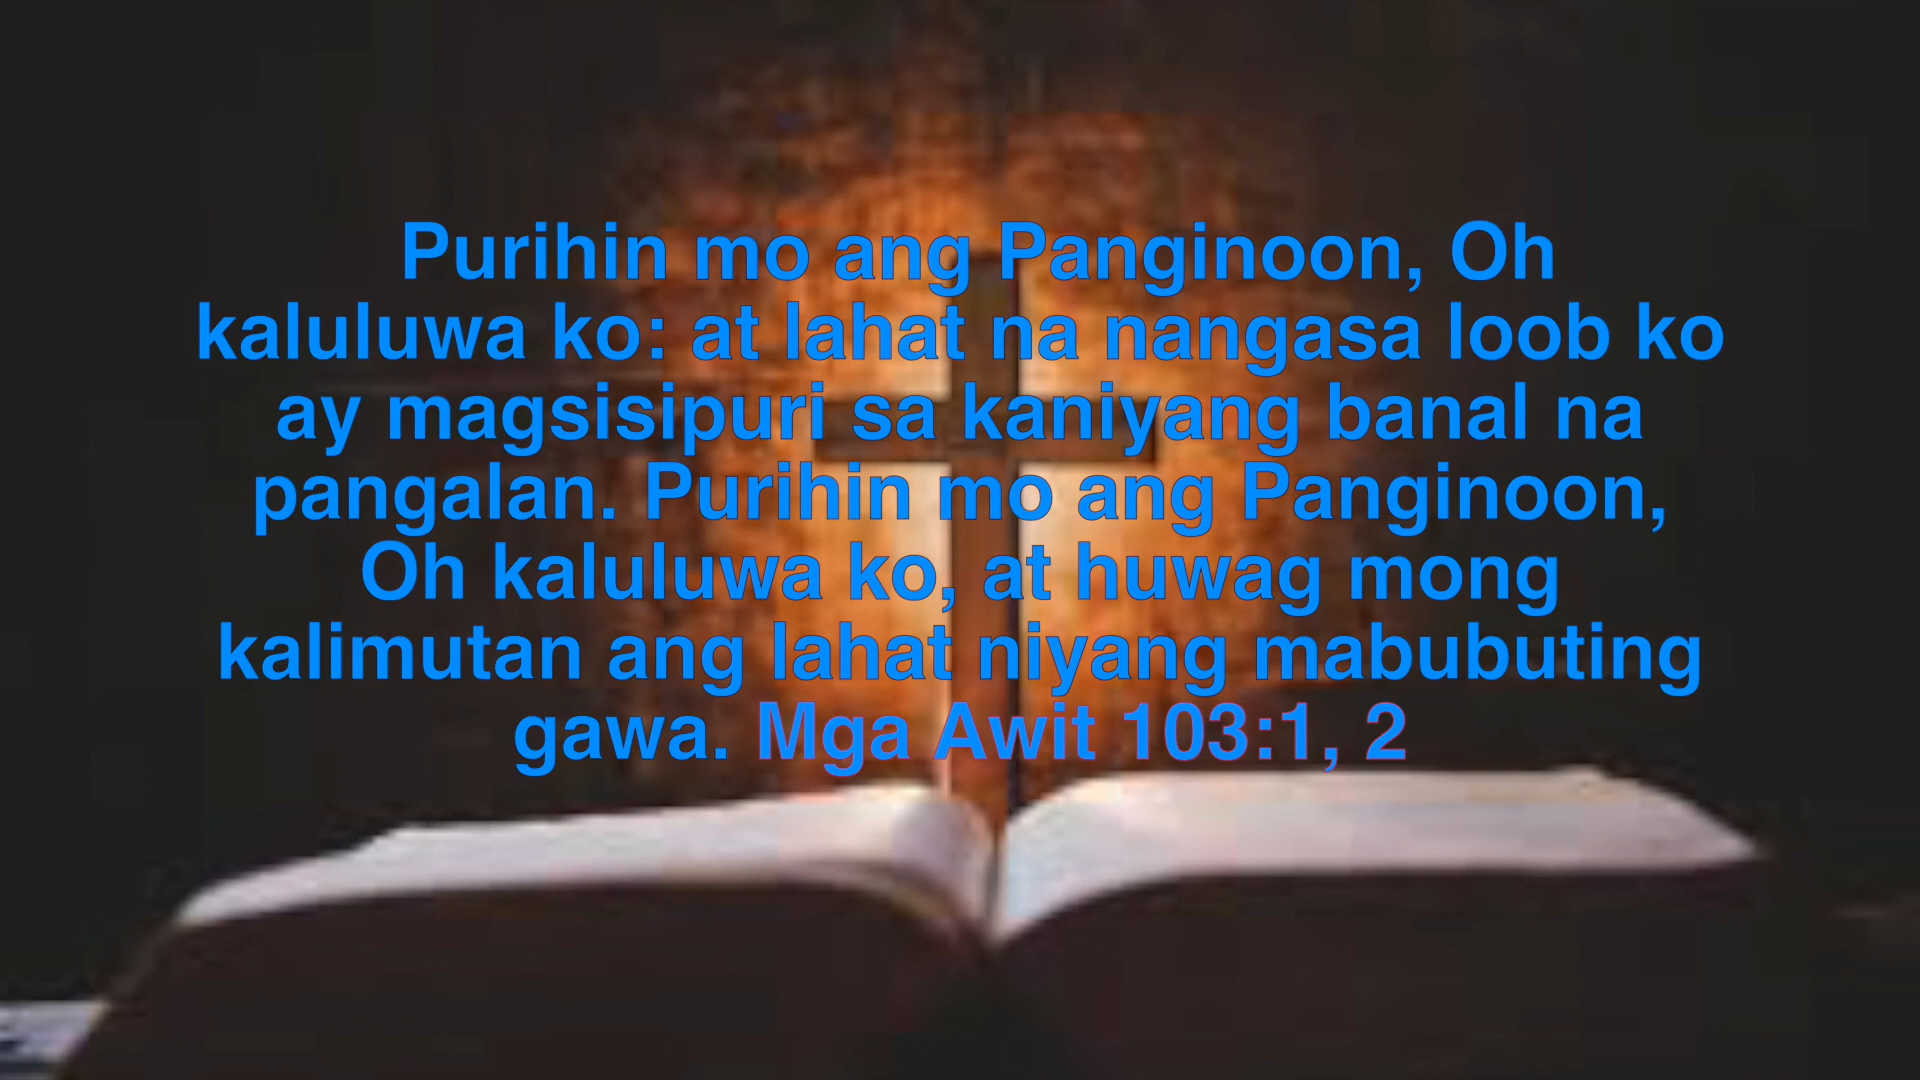 Purihin mo ang Panginoon, Oh
kaluluwa ko: at lahat na nangasa loob ko
ay magsisipuri sa kaniyang banal na
pangalan. Purihin mo ang Panginoon,
Oh kaluluwa ko, at huwag mong
kalimutan ang lahat niyang mabubuting
gawa. Mga Awit 103:1, 2